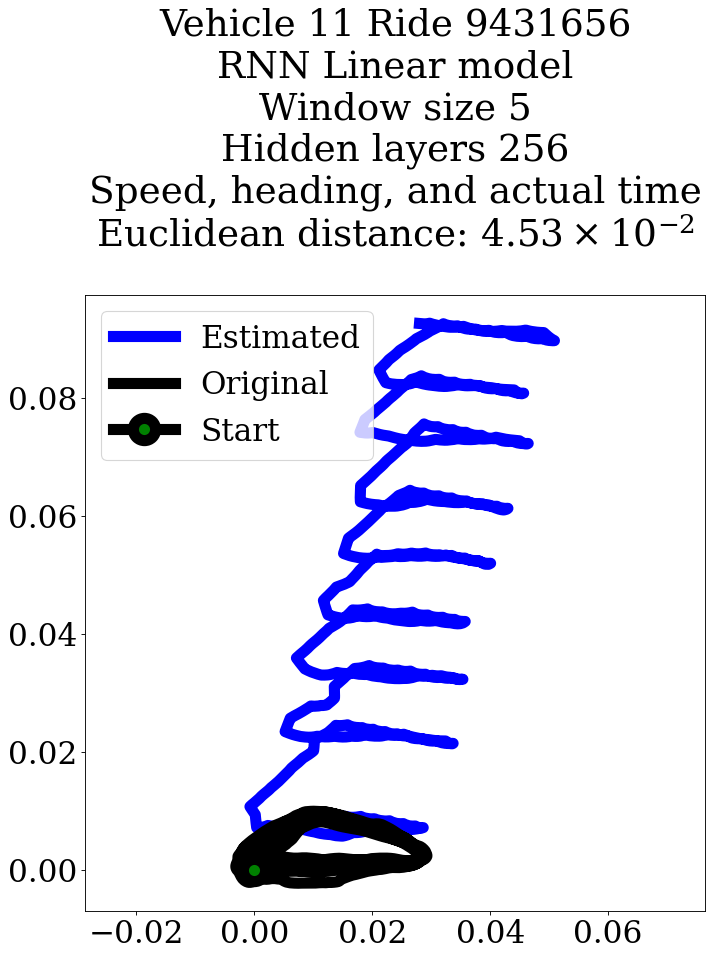 Vehicle 11 Ride 9431656
RNN Linear model
Window size 5
Hidden layers 256
Speed, heading, and actual time
Euclidean distance: 4.53 × 10⁻²
Estimated
Original
Start
0.08
0.06
0.04
0.02
0.00
−0.02 0.00 0.02 0.04 0.06